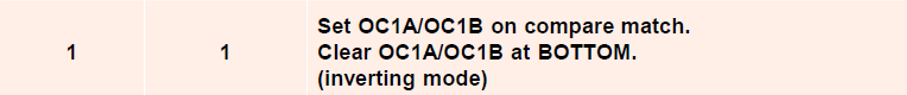 1 1 Set OC1A/OC1B on compare match.
Clear OC1A/OC1B at BOTTOM.
(inverting mode)